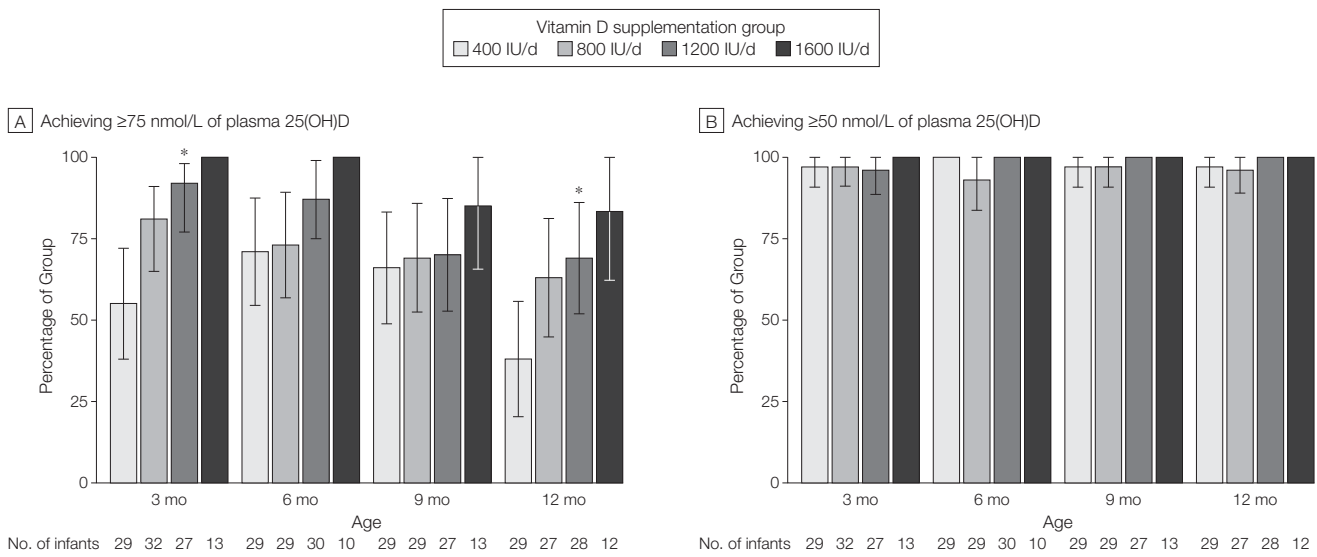 Vitamin D supplementation group
400 IU/d 800 IU/d 1200 IU/d 1600 IU/d
A Achieving ≥75 nmol/L of plasma 25(OH)D
100
75
50
25
0
Percentage of Group
* *
3 mo 6 mo 9 mo 12 mo
Age
No. of infants 29 32 27 13 29 29 30 10 29 29 27 13 29 27 28 12
B Achieving ≥50 nmol/L of plasma 25(OH)D
100
75
50
25
0
Percentage of Group
3 mo 6 mo 9 mo 12 mo
Age
No. of infants 29 32 27 13 29 29 30 10 29 29 27 13 29 27 28 12